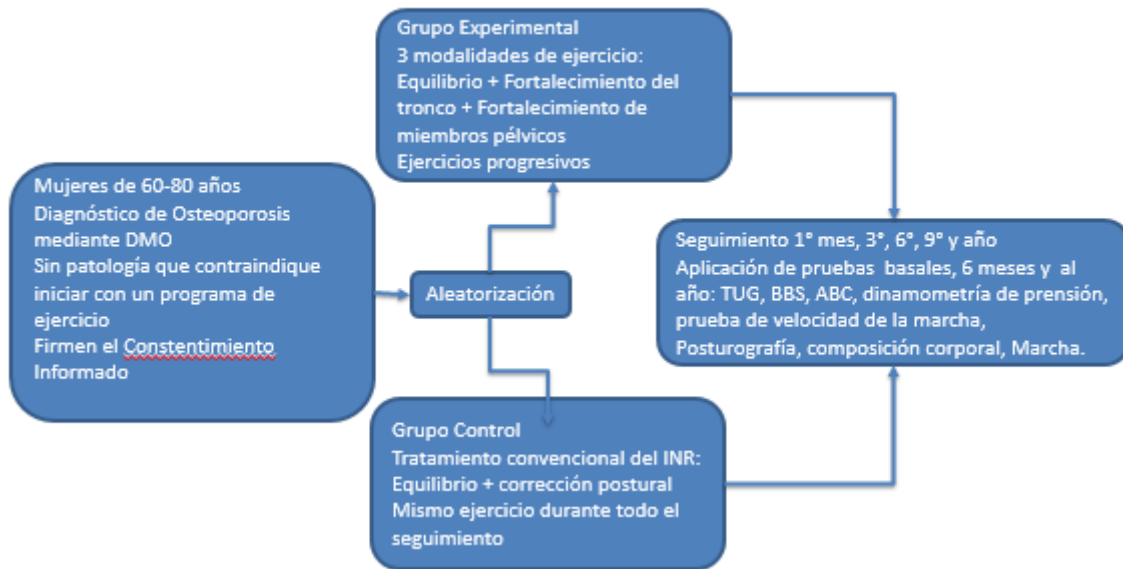 Grupo Experimental
3 modalidades de ejercicio:
Equilibrio + Fortalecimiento del
tronco + Fortalecimiento de
miembros pélvicos
Ejercicios progresivos
Mujeres de 60-80 años
Diagnóstico de Osteoporosis
mediante DMO
Sin patología que contraindique
iniciar con un programa de
ejercicio
Firmen el Constentimiento
Informado
Aleatorización
Seguimiento 1° mes, 3°, 6°, 9° y año
Aplicación de pruebas basales, 6 meses y al
año: TUG, BBS, ABC, dinamometría de prensión,
prueba de velocidad de la marcha,
Posturografía, composición corporal, Marcha.
Grupo Control
Tratamiento convencional del INR:
Equilibrio + corrección postural
Mismo ejercicio durante todo el
seguimiento